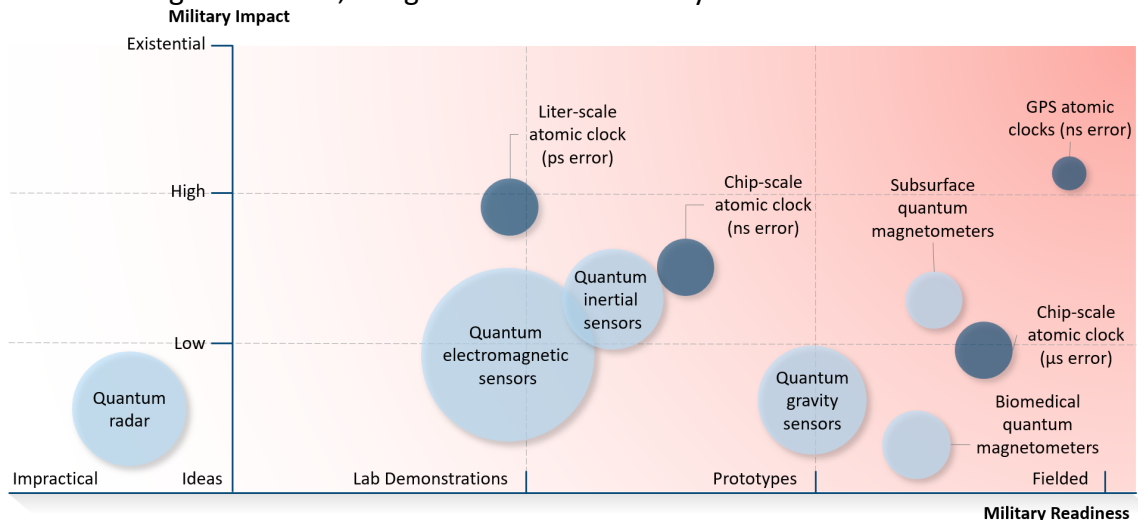 Military Impact
Existential
High
Low
Liter-scale
atomic clock
(ps error)
GPS atomic
clocks (ns error)
Chip-scale
atomic clock
(ns error)
Subsurface
quantum
magnetometers
Quantum
inertial
sensors
Quantum
electromagnetic
sensors
Chip-scale
atomic clock
(μs error)
Quantum
radar
Quantum
gravity
sensors
Biomedical
quantum
magnetometers
Impractical
Ideas
Lab Demonstrations
Prototypes
Fielded
Military Readiness